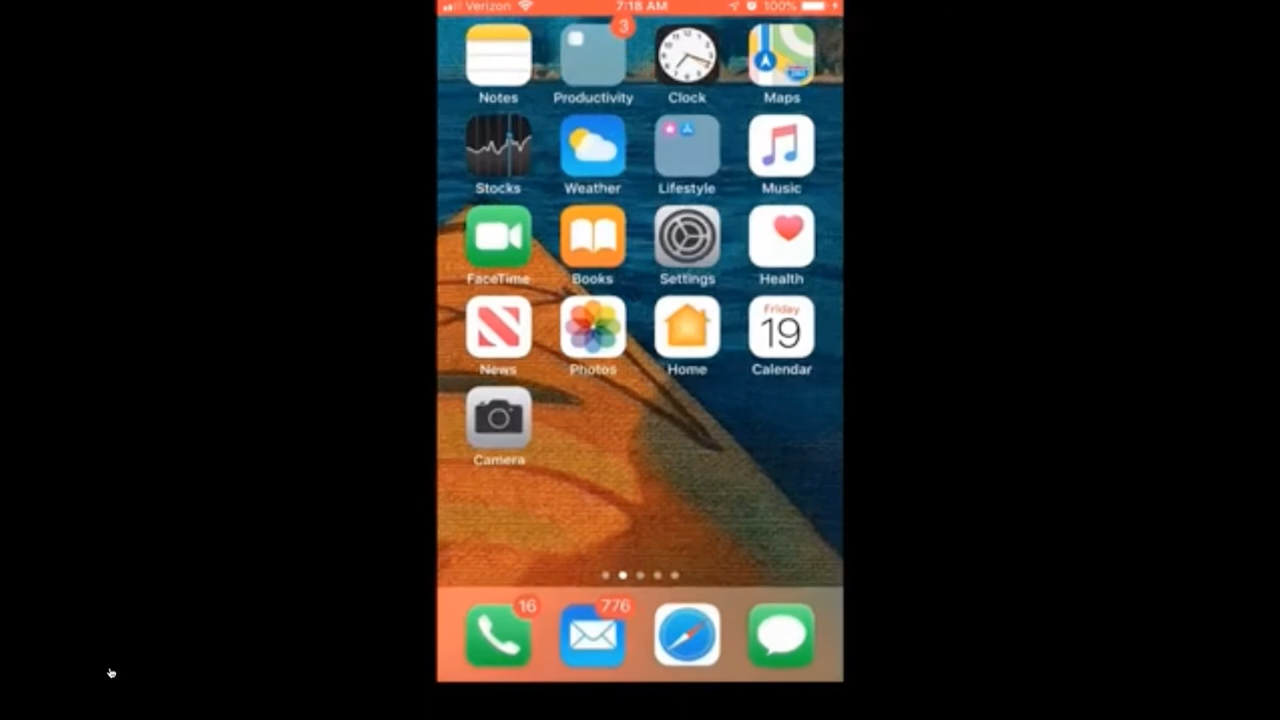 Verizon 7:18 AM 100%
3
Notes Productivity Clock Maps
Stocks Weather Lifestyle Music
FaceTime Books Settings Health
Friday
19
News Photos Home Calendar
Camera
16 776